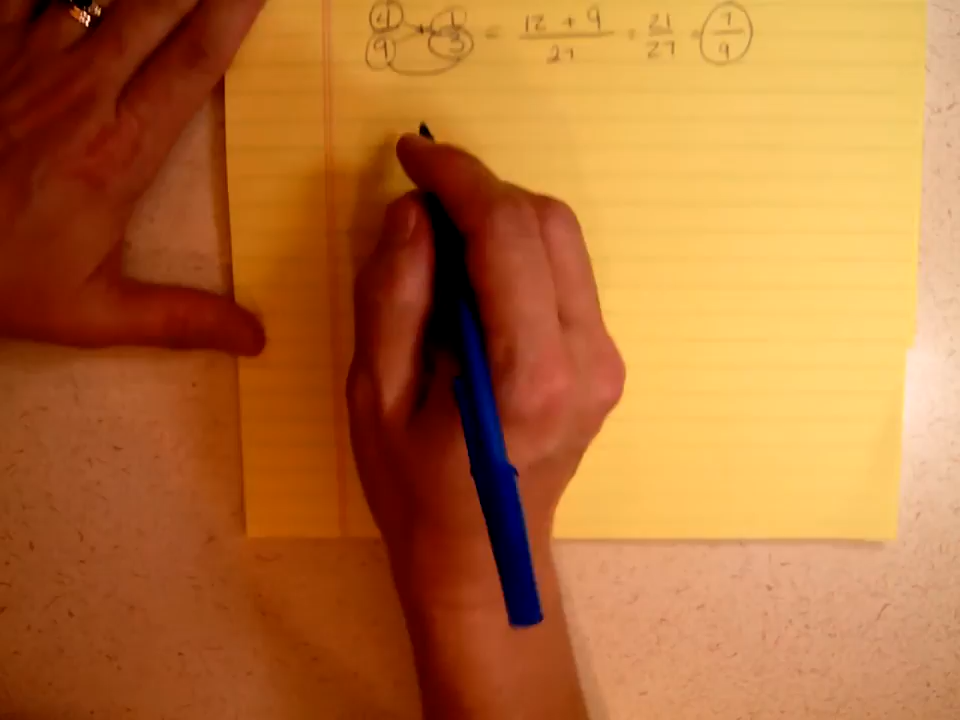 4/9 + 1/3 = (12 + 9)/27 = 21/27 = 7/9